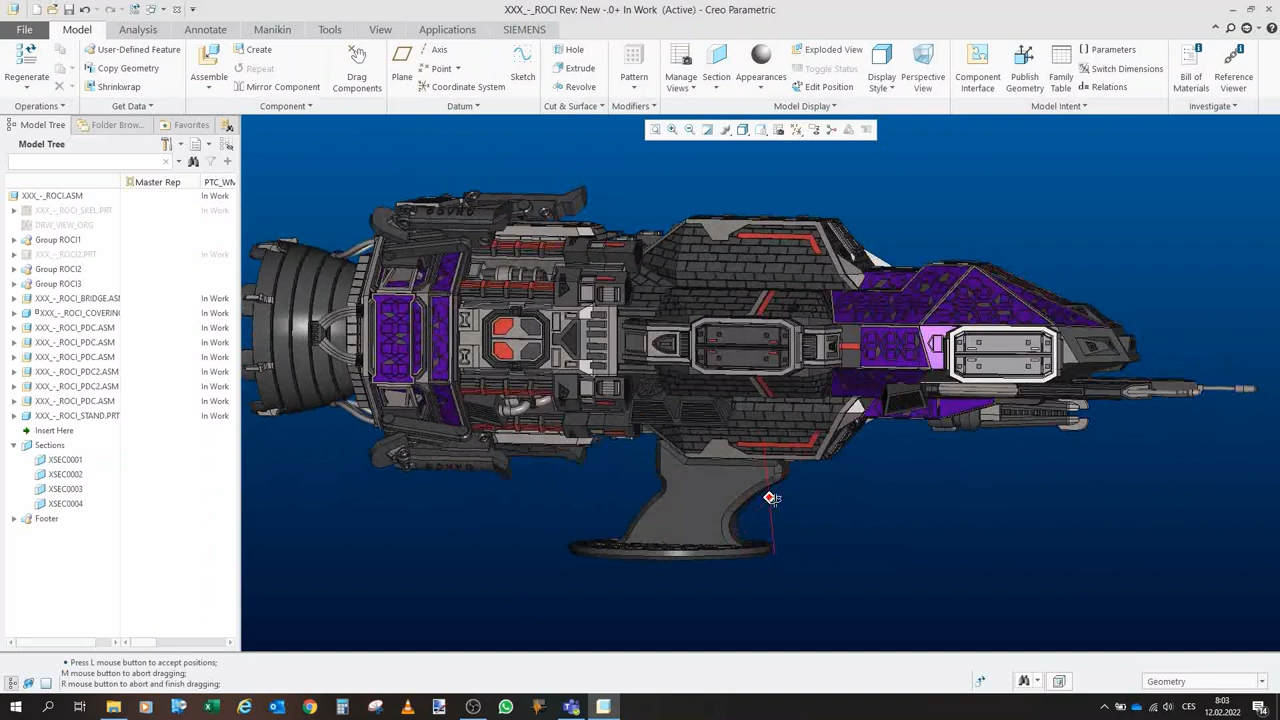 XXX_-_ROCI Rev: New -.0+ In Work (Active) - Creo Parametric
File Model Analysis Annotate Manikin Tools View Applications SIEMENS
Regenerate
User-Defined Feature
Copy Geometry
Shrinkwrap
Assemble
Create
Repeat
Mirror Component
Drag
Components
Plane
Axis
Point
Coordinate System
Sketch
Hole
Extrude
Revolve
Pattern
Manage
Views
Section
Appearances
Exploded View
Toggle Status
Edit Position
Display
Style
Perspective
View
Component
Interface
Publish
Geometry
Family
Table
Parameters
Switch Dimensions
Relations
Bill of
Materials
Reference
Viewer
Operations Get Data Component Datum Cut & Surface Modifiers Model Display Model Intent Investigate
Model Tree Folder Brow... Favorites
Model Tree
Master Rep PTC_WM
XXX_-_ROCI.ASM In Work
XXX_-_ROCI_SKEL.PRT In Work
DRW_VIEW_ORG
Group ROCI1
XXX_-_ROCI2.PRT In Work
Group ROCI2
Group ROCI3
XXX_-_ROCI_BRIDGE.ASM In Work
XXX_-_ROCI_COVERING In Work
XXX_-_ROCI_PDC.ASM In Work
XXX_-_ROCI_PDC.ASM In Work
XXX_-_ROCI_PDC.ASM In Work
XXX_-_ROCI_PDC2.ASM In Work
XXX_-_ROCI_PDC2.ASM In Work
XXX_-_ROCI_PDC.ASM In Work
XXX_-_ROCI_STAND.PRT In Work
Insert Here
Sections
XSEC0001
XSEC0002
XSEC0003
XSEC0004
Footer
• Press L mouse button to accept positions;
M mouse button to abort dragging;
R mouse button to abort and finish dragging;
Geometry
CES
8:03
12.02.2022